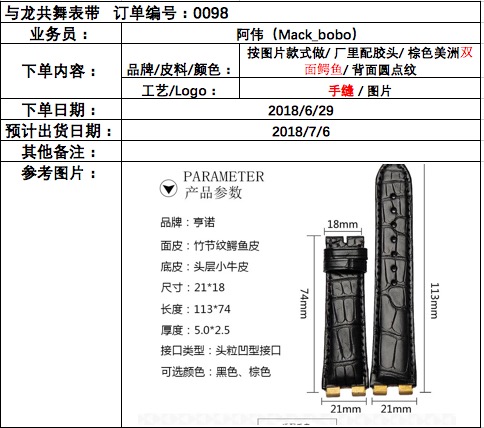 与龙共舞表带 订单编号：0098
业务员： 阿伟（Mack_bobo）
下单内容： 品牌/皮料/颜色： 按图片款式做/ 厂里配胶头/ 棕色美洲双
面鳄鱼/ 背面圆点纹
工艺/Logo： 手缝 / 图片
下单日期： 2018/6/29
预计出货日期： 2018/7/6
其他备注：
参考图片：
PARAMETER
产品参数
品牌：亨诺
面皮：竹节纹鳄鱼皮
底皮：头层小牛皮
尺寸：21*18
长度：113*74
厚度：5.0*2.5
接口类型：头粒凹型接口
可选颜色：黑色、棕色
18mm
74mm
113mm
21mm
21mm